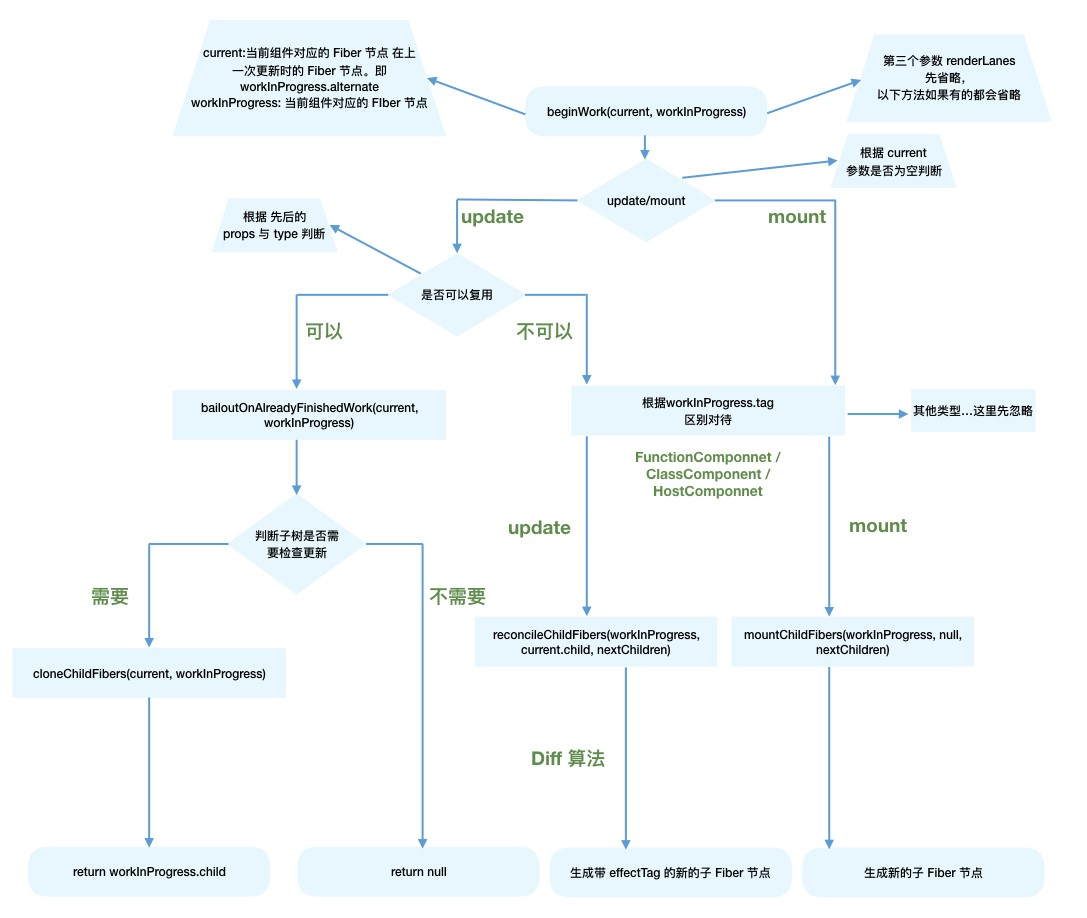 current:当前组件对应的 Fiber 节点 在上
一次更新时的 Fiber 节点。即
workInProgress.alternate
workInProgress: 当前组件对应的 FIber 节点
第三个参数 renderLanes
先省略，
以下方法如果有的都会省略
beginWork(current, workInProgress)
根据 current
参数是否为空判断
update/mount
update
mount
根据 先后的
props 与 type 判断
是否可以复用
可以
不可以
bailoutOnAlreadyFinishedWork(current,
workInProgress)
根据workInProgress.tag
区别对待
其他类型...这里先忽略
FunctionComponnet /
ClassComponent /
HostComponnet
判断子树是否需
要检查更新
update
mount
需要
不需要
reconcileChildFibers(workInProgress,
current.child, nextChildren)
mountChildFibers(workInProgress, null,
nextChildren)
cloneChildFibers(current, workInProgress)
Diff 算法
return workInProgress.child
return null
生成带 effectTag 的新的子 Fiber 节点
生成新的子 Fiber 节点